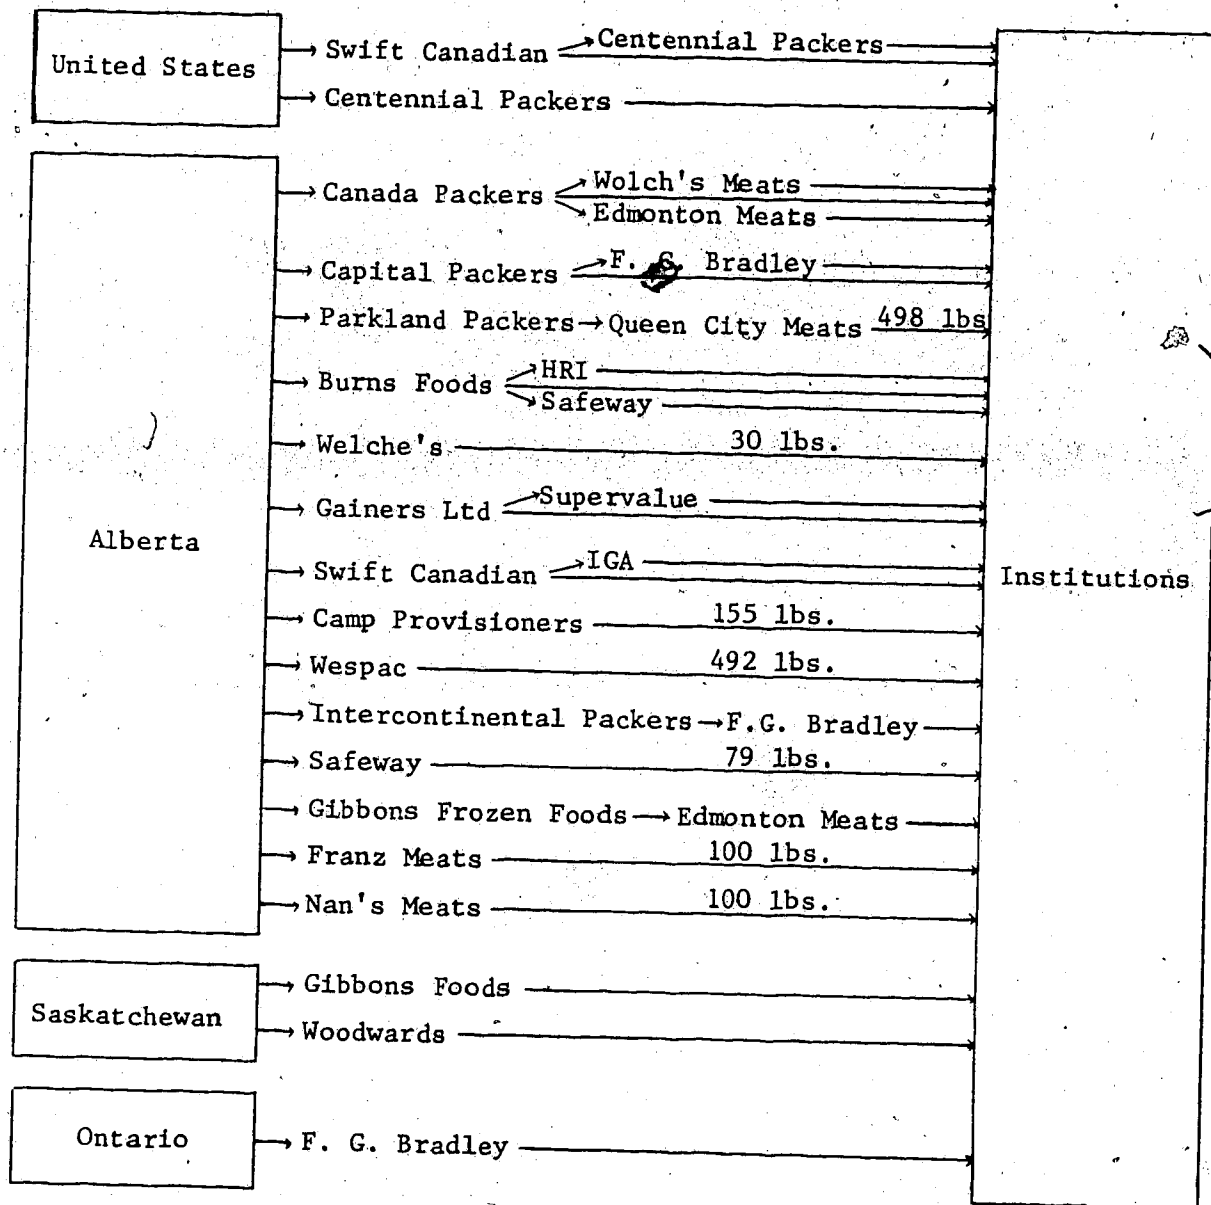 United States
Swift Canadian Centennial Packers
Centennial Packers
Alberta
Canada Packers Wolch's Meats
Edmonton Meats
Capital Packers F. G. Bradley
Parkland Packers Queen City Meats 498 lbs
Burns Foods HRI
Safeway
Welche's 30 lbs.
Gainers Ltd Supervalue
Swift Canadian IGA
Camp Provisioners 155 lbs.
Wespac 492 lbs.
Intercontinental Packers F.G. Bradley
Safeway 79 lbs.
Gibbons Frozen Foods Edmonton Meats
Franz Meats 100 lbs.
Nan's Meats 100 lbs.
Saskatchewan
Gibbons Foods
Woodwards
Ontario
F. G. Bradley
Institutions